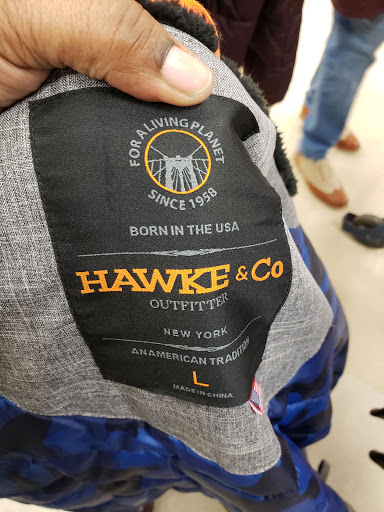 FOR A LIVING PLANET
SINCE 1958
BORN IN THE USA
HAWKE & Co
OUTFITTER
NEW YORK
AN AMERICAN TRADITION
L
MADE IN CHINA